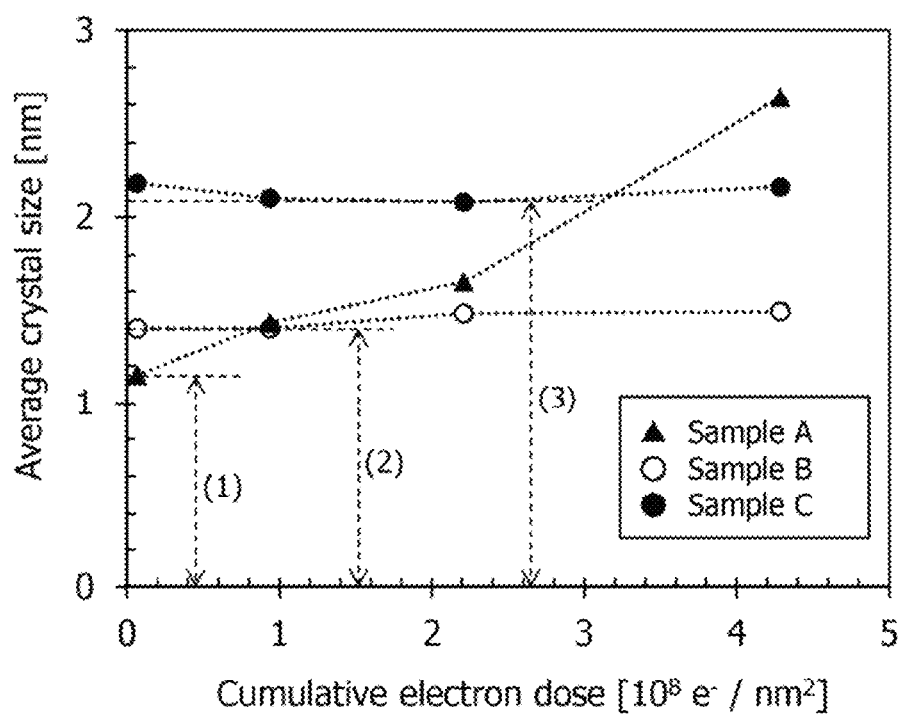 Average crystal size [nm]
3
2
1
0
(1)
(2)
(3)
Sample A
Sample B
Sample C
0 1 2 3 4 5
Cumulative electron dose [10⁸ e⁻ / nm²]